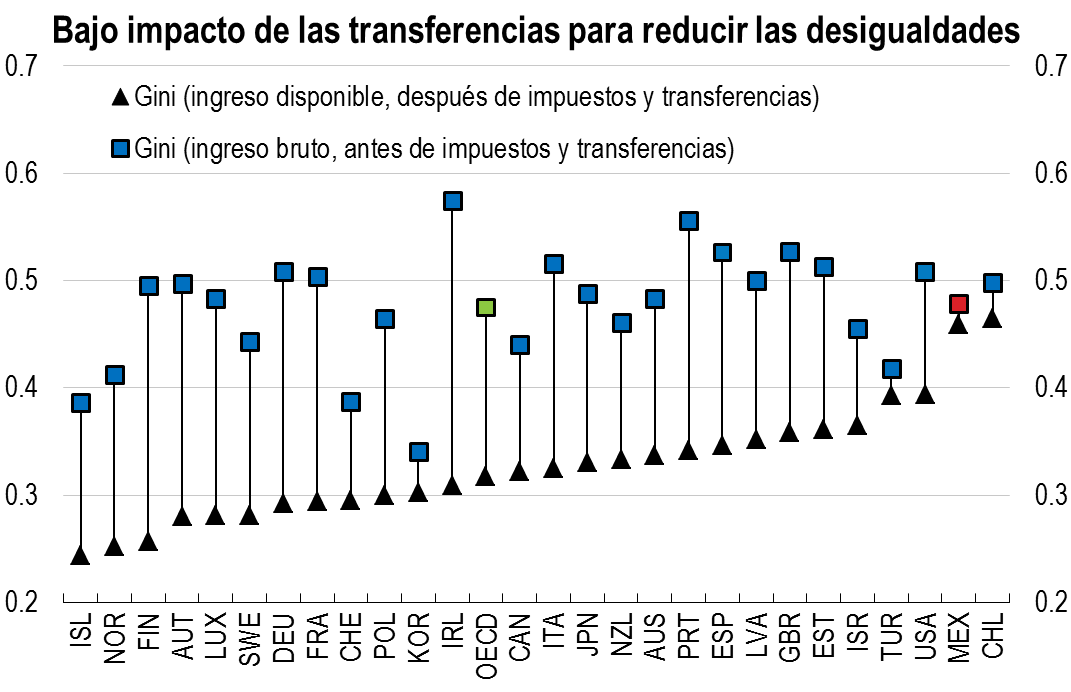 Bajo impacto de las transferencias para reducir las desigualdades
0.7
0.7
Gini (ingreso disponible, después de impuestos y transferencias)
Gini (ingreso bruto, antes de impuestos y transferencias)
0.6
0.6
0.5
0.5
0.4
0.4
0.3
0.3
0.2
0.2
ISL
NOR
FIN
AUT
LUX
SWE
DEU
FRA
CHE
POL
KOR
IRL
OECD
CAN
ITA
JPN
NZL
AUS
PRT
ESP
LVA
GBR
EST
ISR
TUR
USA
MEX
CHL